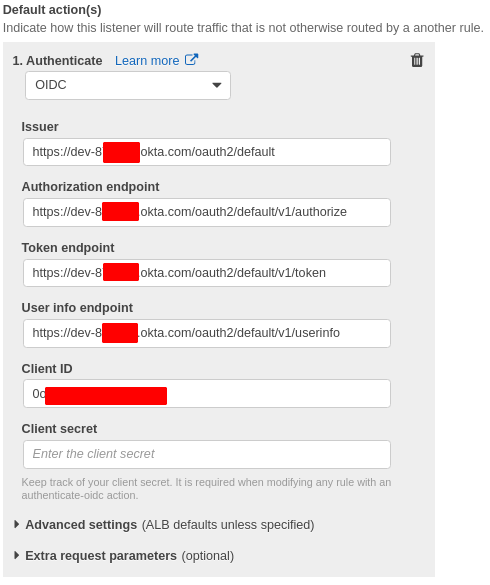 Default action(s)
Indicate how this listener will route traffic that is not otherwise routed by a another rule.
1. Authenticate Learn more
OIDC
Issuer
https://dev-8 okta.com/oauth2/default
Authorization endpoint
https://dev-8 okta.com/oauth2/default/v1/authorize
Token endpoint
https://dev-8 okta.com/oauth2/default/v1/token
User info endpoint
https://dev-8 .okta.com/oauth2/default/v1/userinfo
Client ID
0o
Client secret
Enter the client secret
Keep track of your client secret. It is required when modifying any rule with an
authenticate-oidc action.
Advanced settings (ALB defaults unless specified)
Extra request parameters (optional)